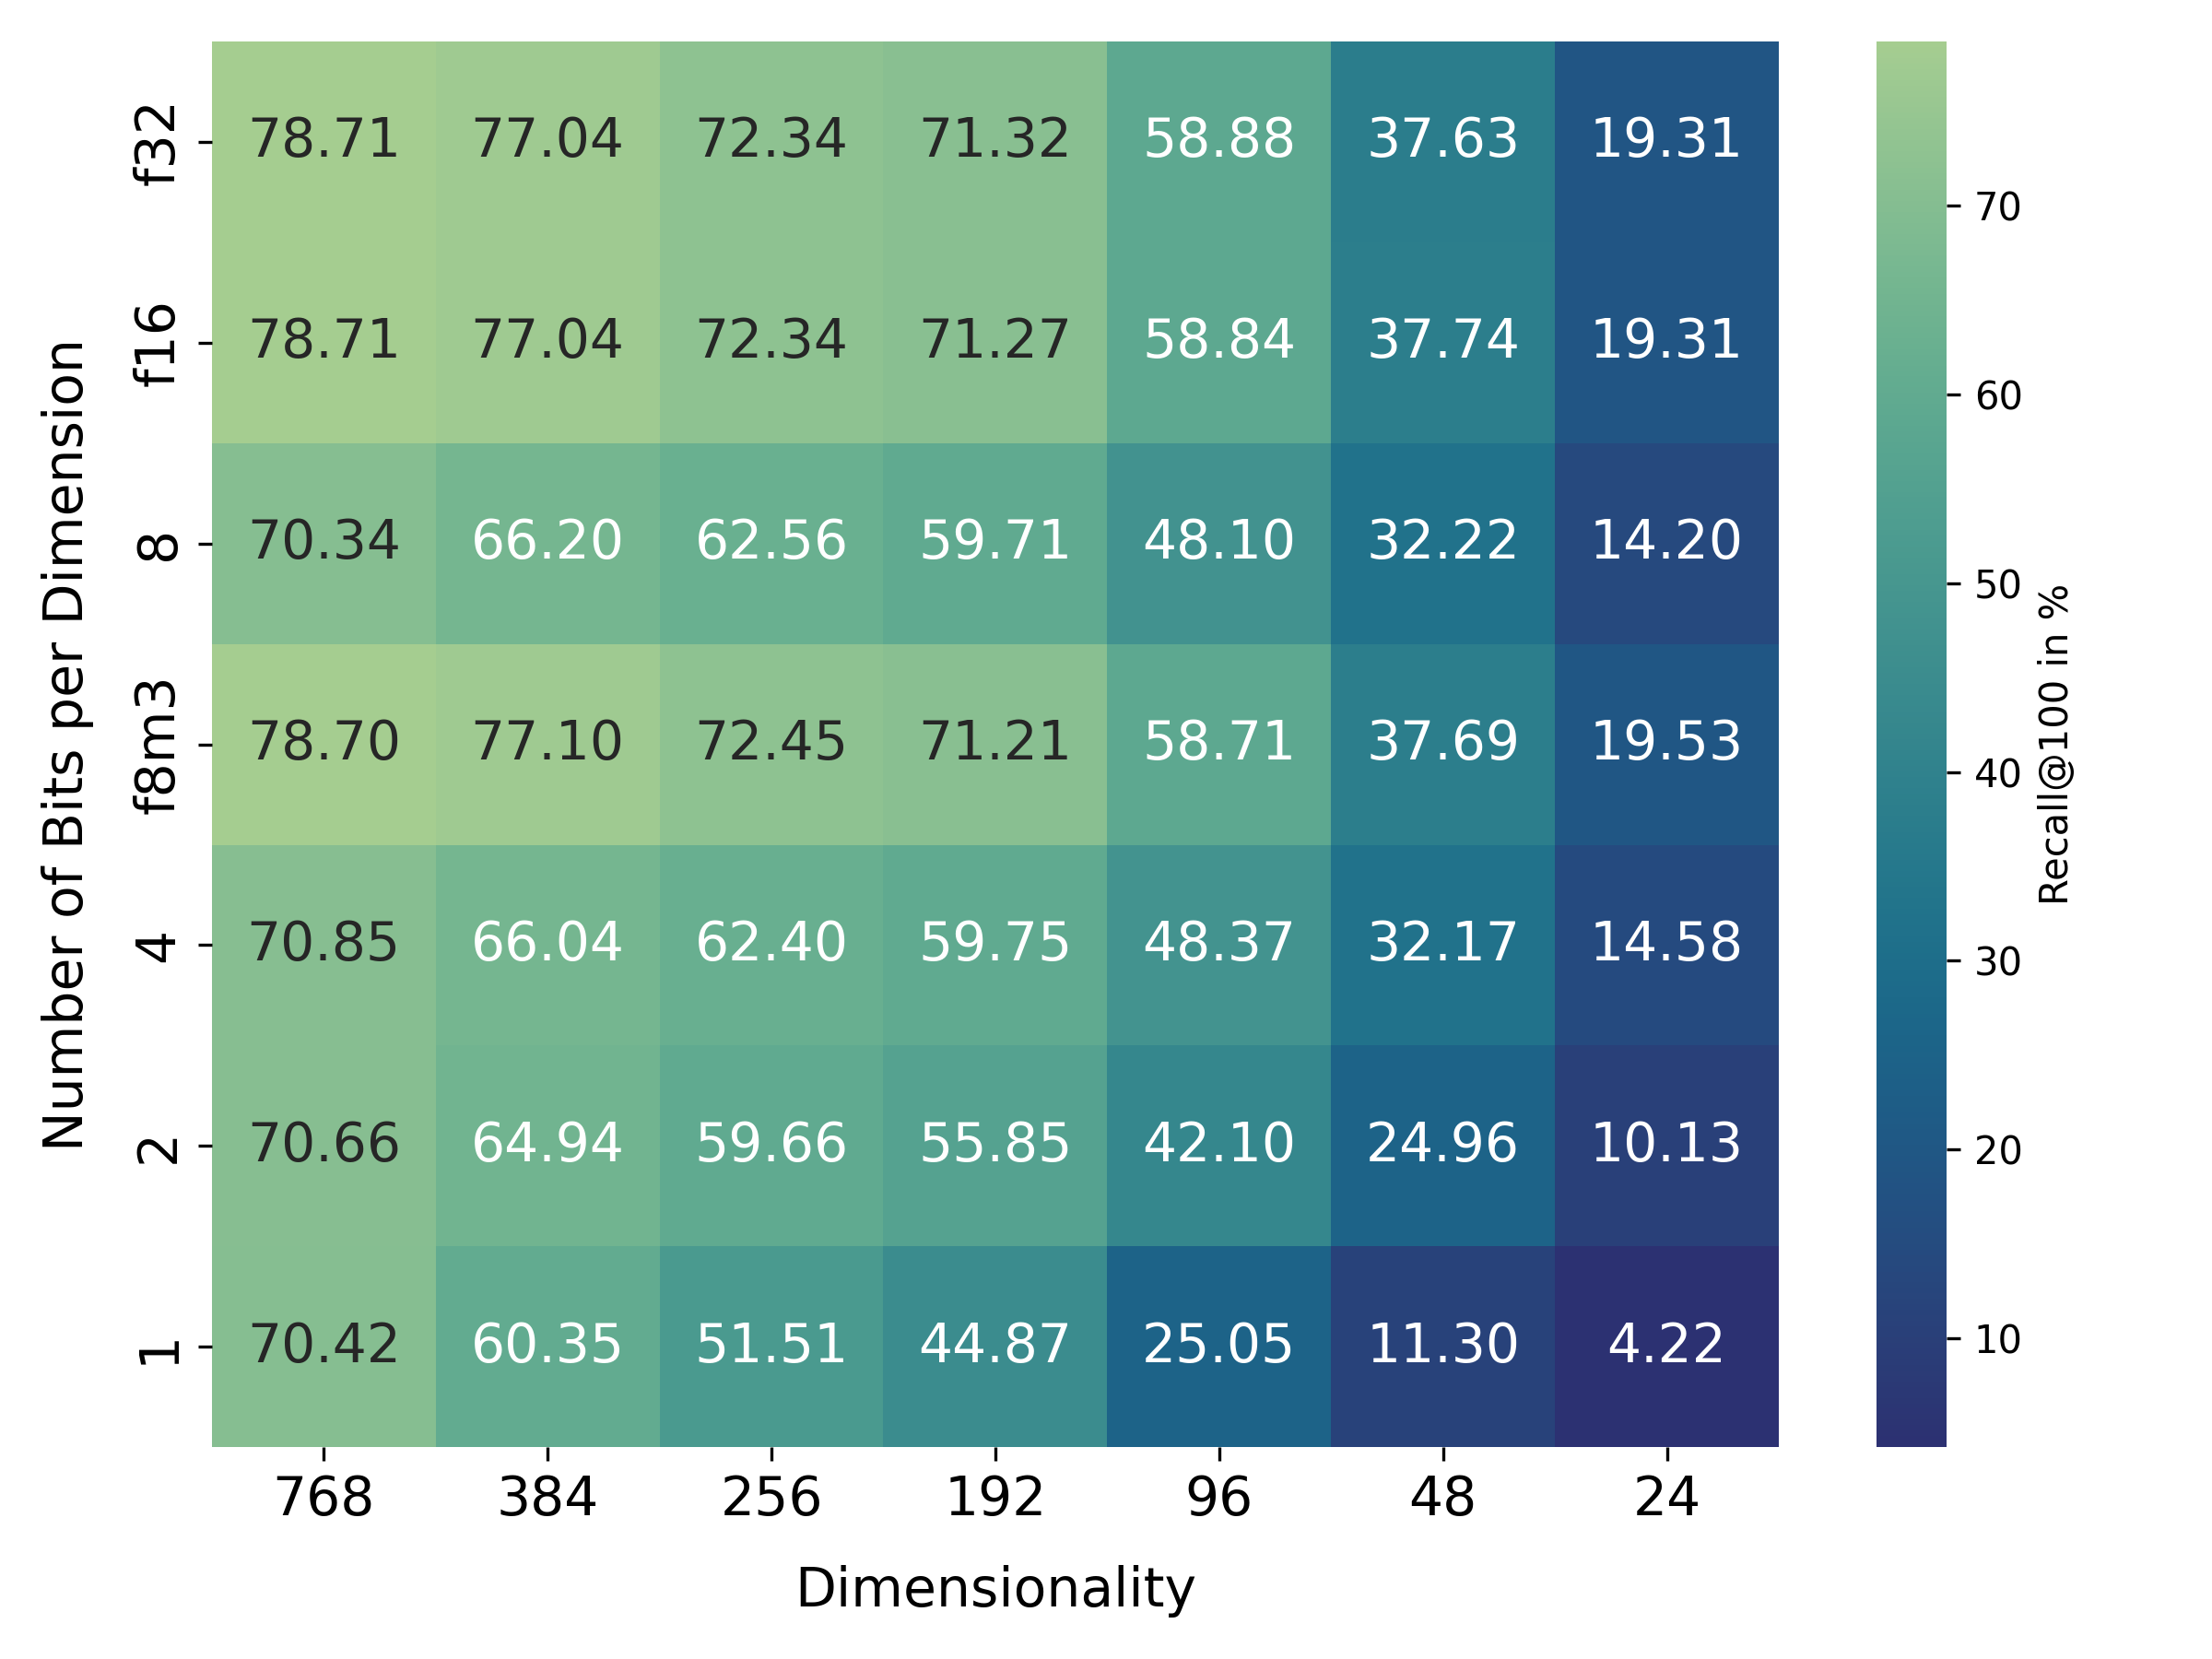 Number of Bits per Dimension
f32 78.71 77.04 72.34 71.32 58.88 37.63 19.31
f16 78.71 77.04 72.34 71.27 58.84 37.74 19.31
8 70.34 66.20 62.56 59.71 48.10 32.22 14.20
f8m3 78.70 77.10 72.45 71.21 58.71 37.69 19.53
4 70.85 66.04 62.40 59.75 48.37 32.17 14.58
2 70.66 64.94 59.66 55.85 42.10 24.96 10.13
1 70.42 60.35 51.51 44.87 25.05 11.30 4.22
768 384 256 192 96 48 24
Dimensionality
70
60
50
40
30
20
10
Recall@100 in %